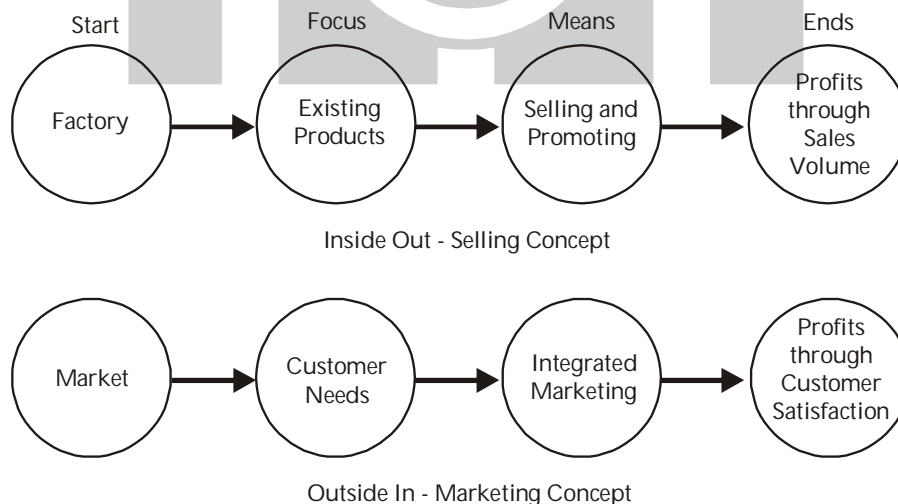 Start Focus Means Ends
Factory
Existing
Products
Selling and
Promoting
Profits
through
Sales
Volume
Inside Out - Selling Concept
Market
Customer
Needs
Integrated
Marketing
Profits
through
Customer
Satisfaction
Outside In - Marketing Concept